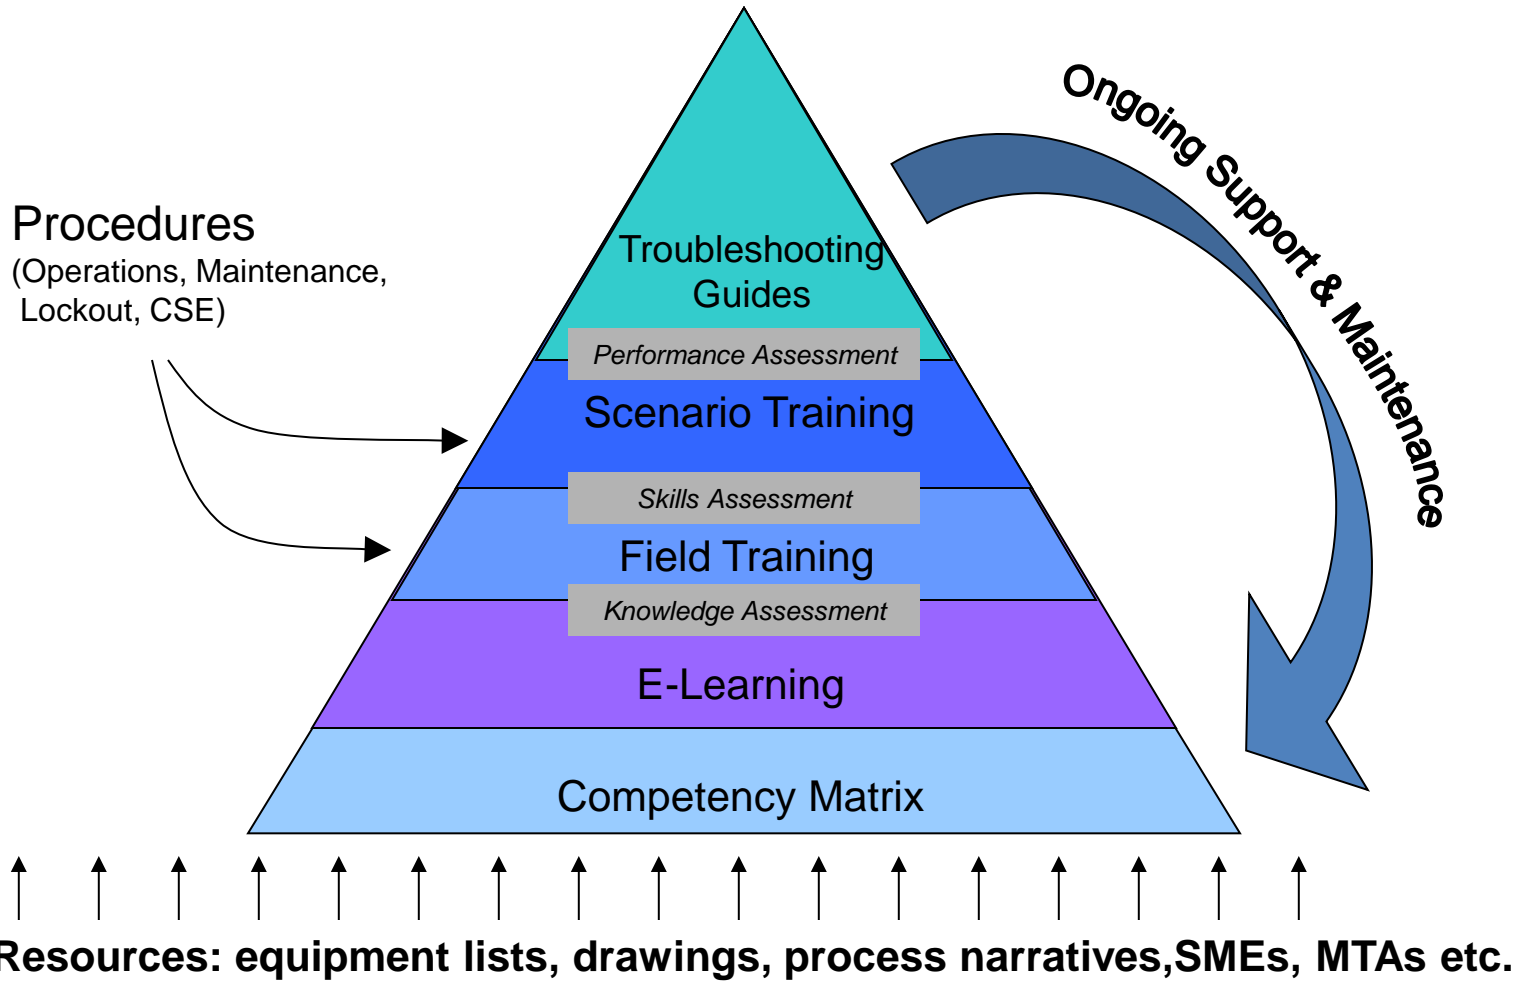 Ongoing Support & Maintenance
Procedures
(Operations, Maintenance,
Lockout, CSE)
Troubleshooting
Guides
Performance Assessment
Scenario Training
Skills Assessment
Field Training
Knowledge Assessment
E-Learning
Competency Matrix
Resources: equipment lists, drawings, process narratives,SMEs, MTAs etc.